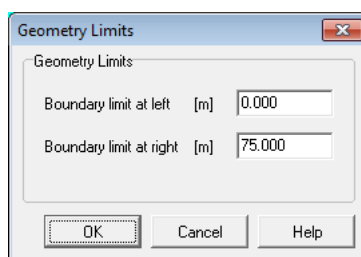 Geometry Limits
Geometry Limits
Boundary limit at left [m] 0.000
Boundary limit at right [m] 75.000
OK Cancel Help